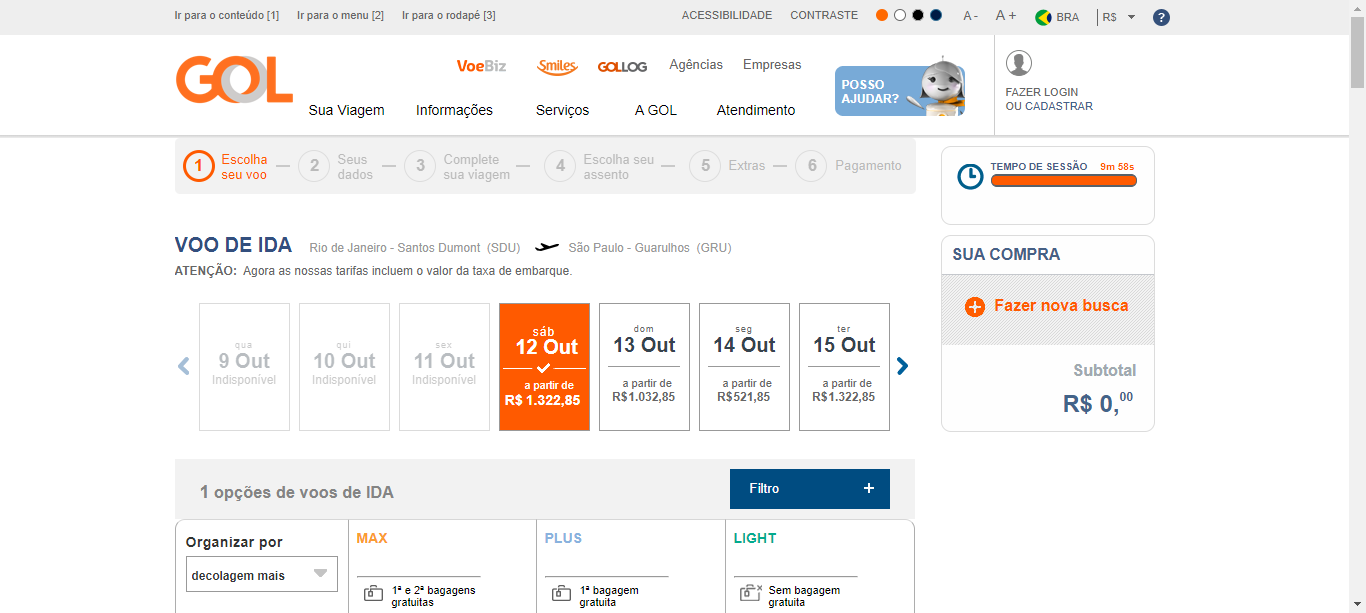 Ir para o conteúdo [1] Ir para o menu [2] Ir para o rodapé [3] ACESSIBILIDADE CONTRASTE A - A + BRA R$ ?
VoeBiz Smiles GOLLOG Agências Empresas
GOL
Sua Viagem Informações Serviços A GOL Atendimento
POSSO
AJUDAR?
FAZER LOGIN
OU CADASTRAR
1 Escolha
seu voo
2 Seus
dados
3 Complete
sua viagem
4 Escolha seu
assento
5 Extras
6 Pagamento
TEMPO DE SESSÃO 9m 58s
VOO DE IDA Rio de Janeiro - Santos Dumont (SDU) São Paulo - Guarulhos (GRU)
ATENÇÃO: Agora as nossas tarifas incluem o valor da taxa de embarque.
SUA COMPRA
Fazer nova busca
Subtotal
R$ 0,00
qua
9 Out
Indisponível
qui
10 Out
Indisponível
sex
11 Out
Indisponível
sáb
12 Out
a partir de
R$ 1.322,85
dom
13 Out
a partir de
R$1.032,85
seg
14 Out
a partir de
R$521,85
ter
15 Out
a partir de
R$1.322,85
1 opções de voos de IDA
Filtro +
Organizar por
decolagem mais
MAX
1ª e 2ª bagagens
gratuitas
PLUS
1ª bagagem
gratuita
LIGHT
Sem bagagem
gratuita